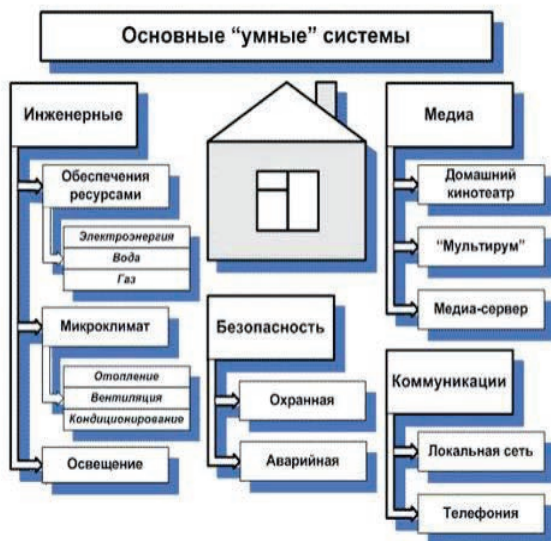 Основные “умные” системы
Инженерные
Обеспечения
ресурсами
Электроэнергия
Вода
Газ
Микроклимат
Отопление
Вентиляция
Кондиционирование
Освещение
Безопасность
Охранная
Аварийная
Медиа
Домашний
кинотеатр
“Мультирум”
Медиа-сервер
Коммуникации
Локальная сеть
Телефония